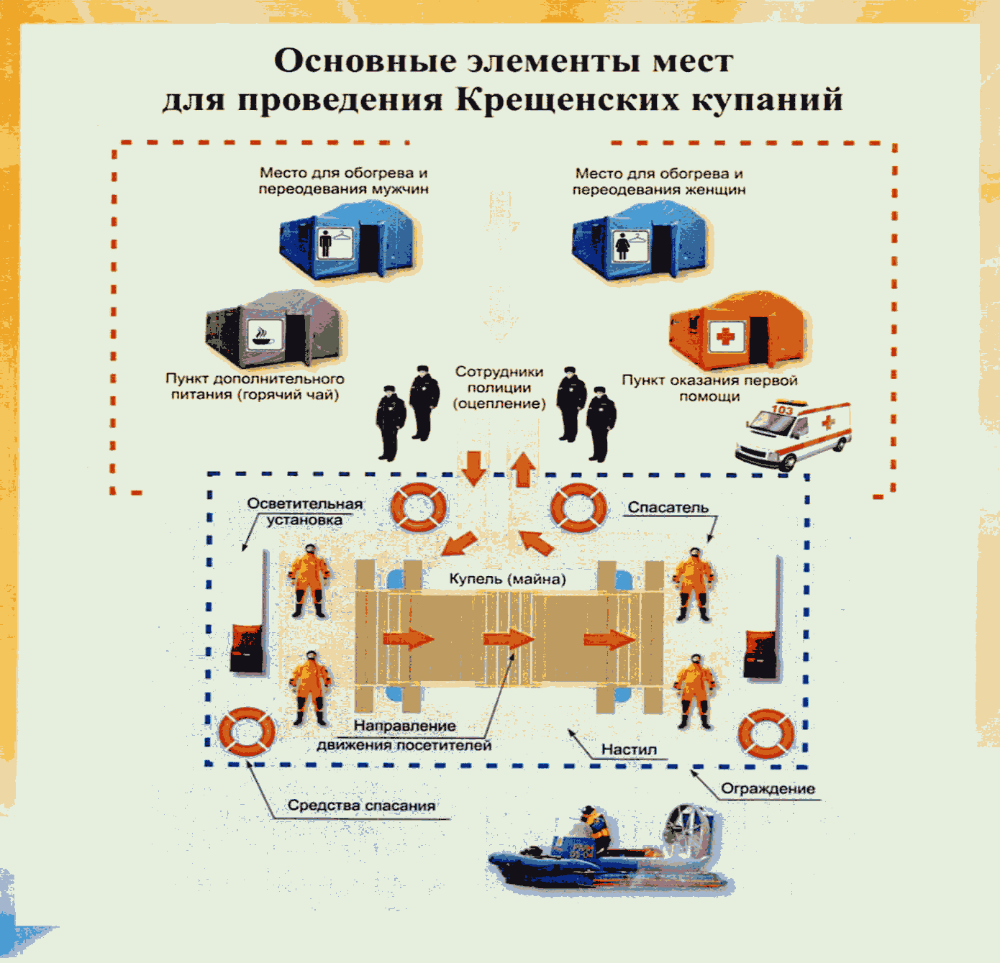 Основные элементы мест
для проведения Крещенских купаний
Место для обогрева и
переодевания мужчин
Место для обогрева и
переодевания женщин
Пункт дополнительного
питания (горячий чай)
Сотрудники
полиции
(оцепление)
Пункт оказания первой
помощи
103
Осветительная
установка
Спасатель
Купель (майна)
Направление
движения посетителей
Настил
Ограждение
Средства спасания